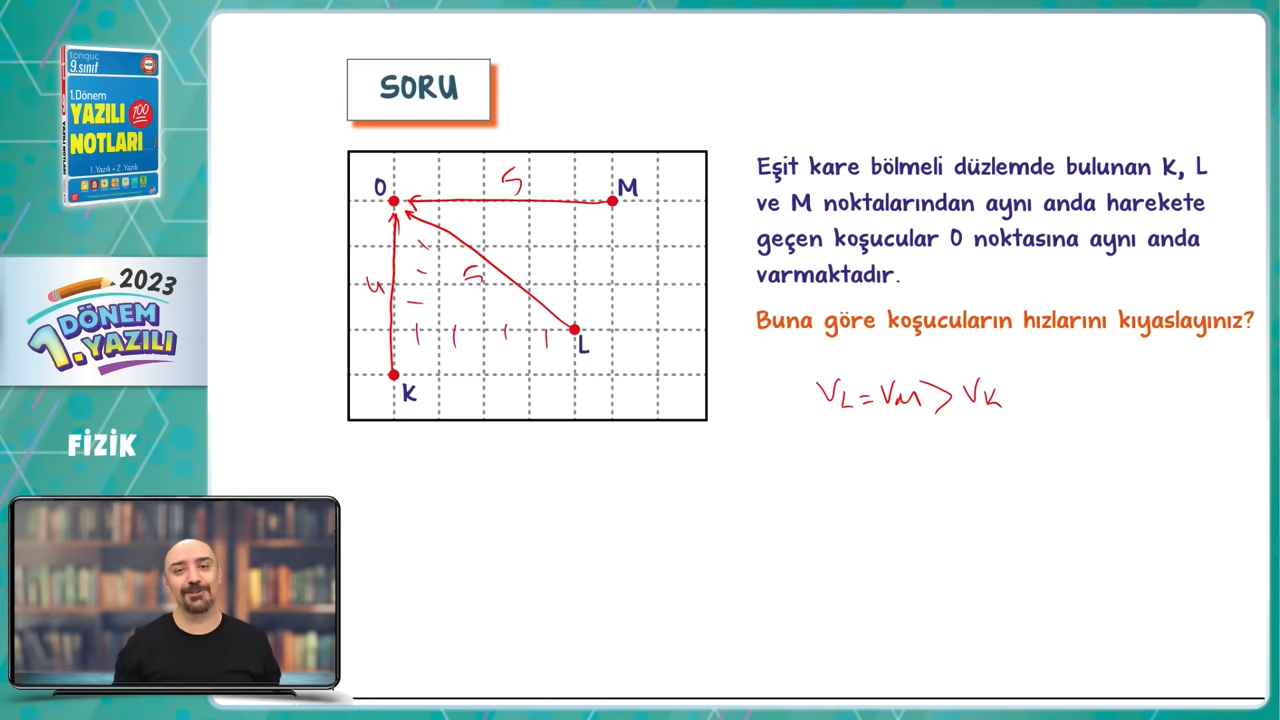 tonguç
9.sınıf
1.Dönem
YAZILI
100
NOTLARI
1.Yazılı • 2.Yazılı
YAZILI NOTLARI
2023
1.DÖNEM
YAZILI
FİZİK
SORU
O
5
M
4
5
L
K
Eşit kare bölmeli düzlemde bulunan K, L
ve M noktalarından aynı anda harekete
geçen koşucular O noktasına aynı anda
varmaktadır.
Buna göre koşucuların hızlarını kıyaslayınız?
VL = VM > VK